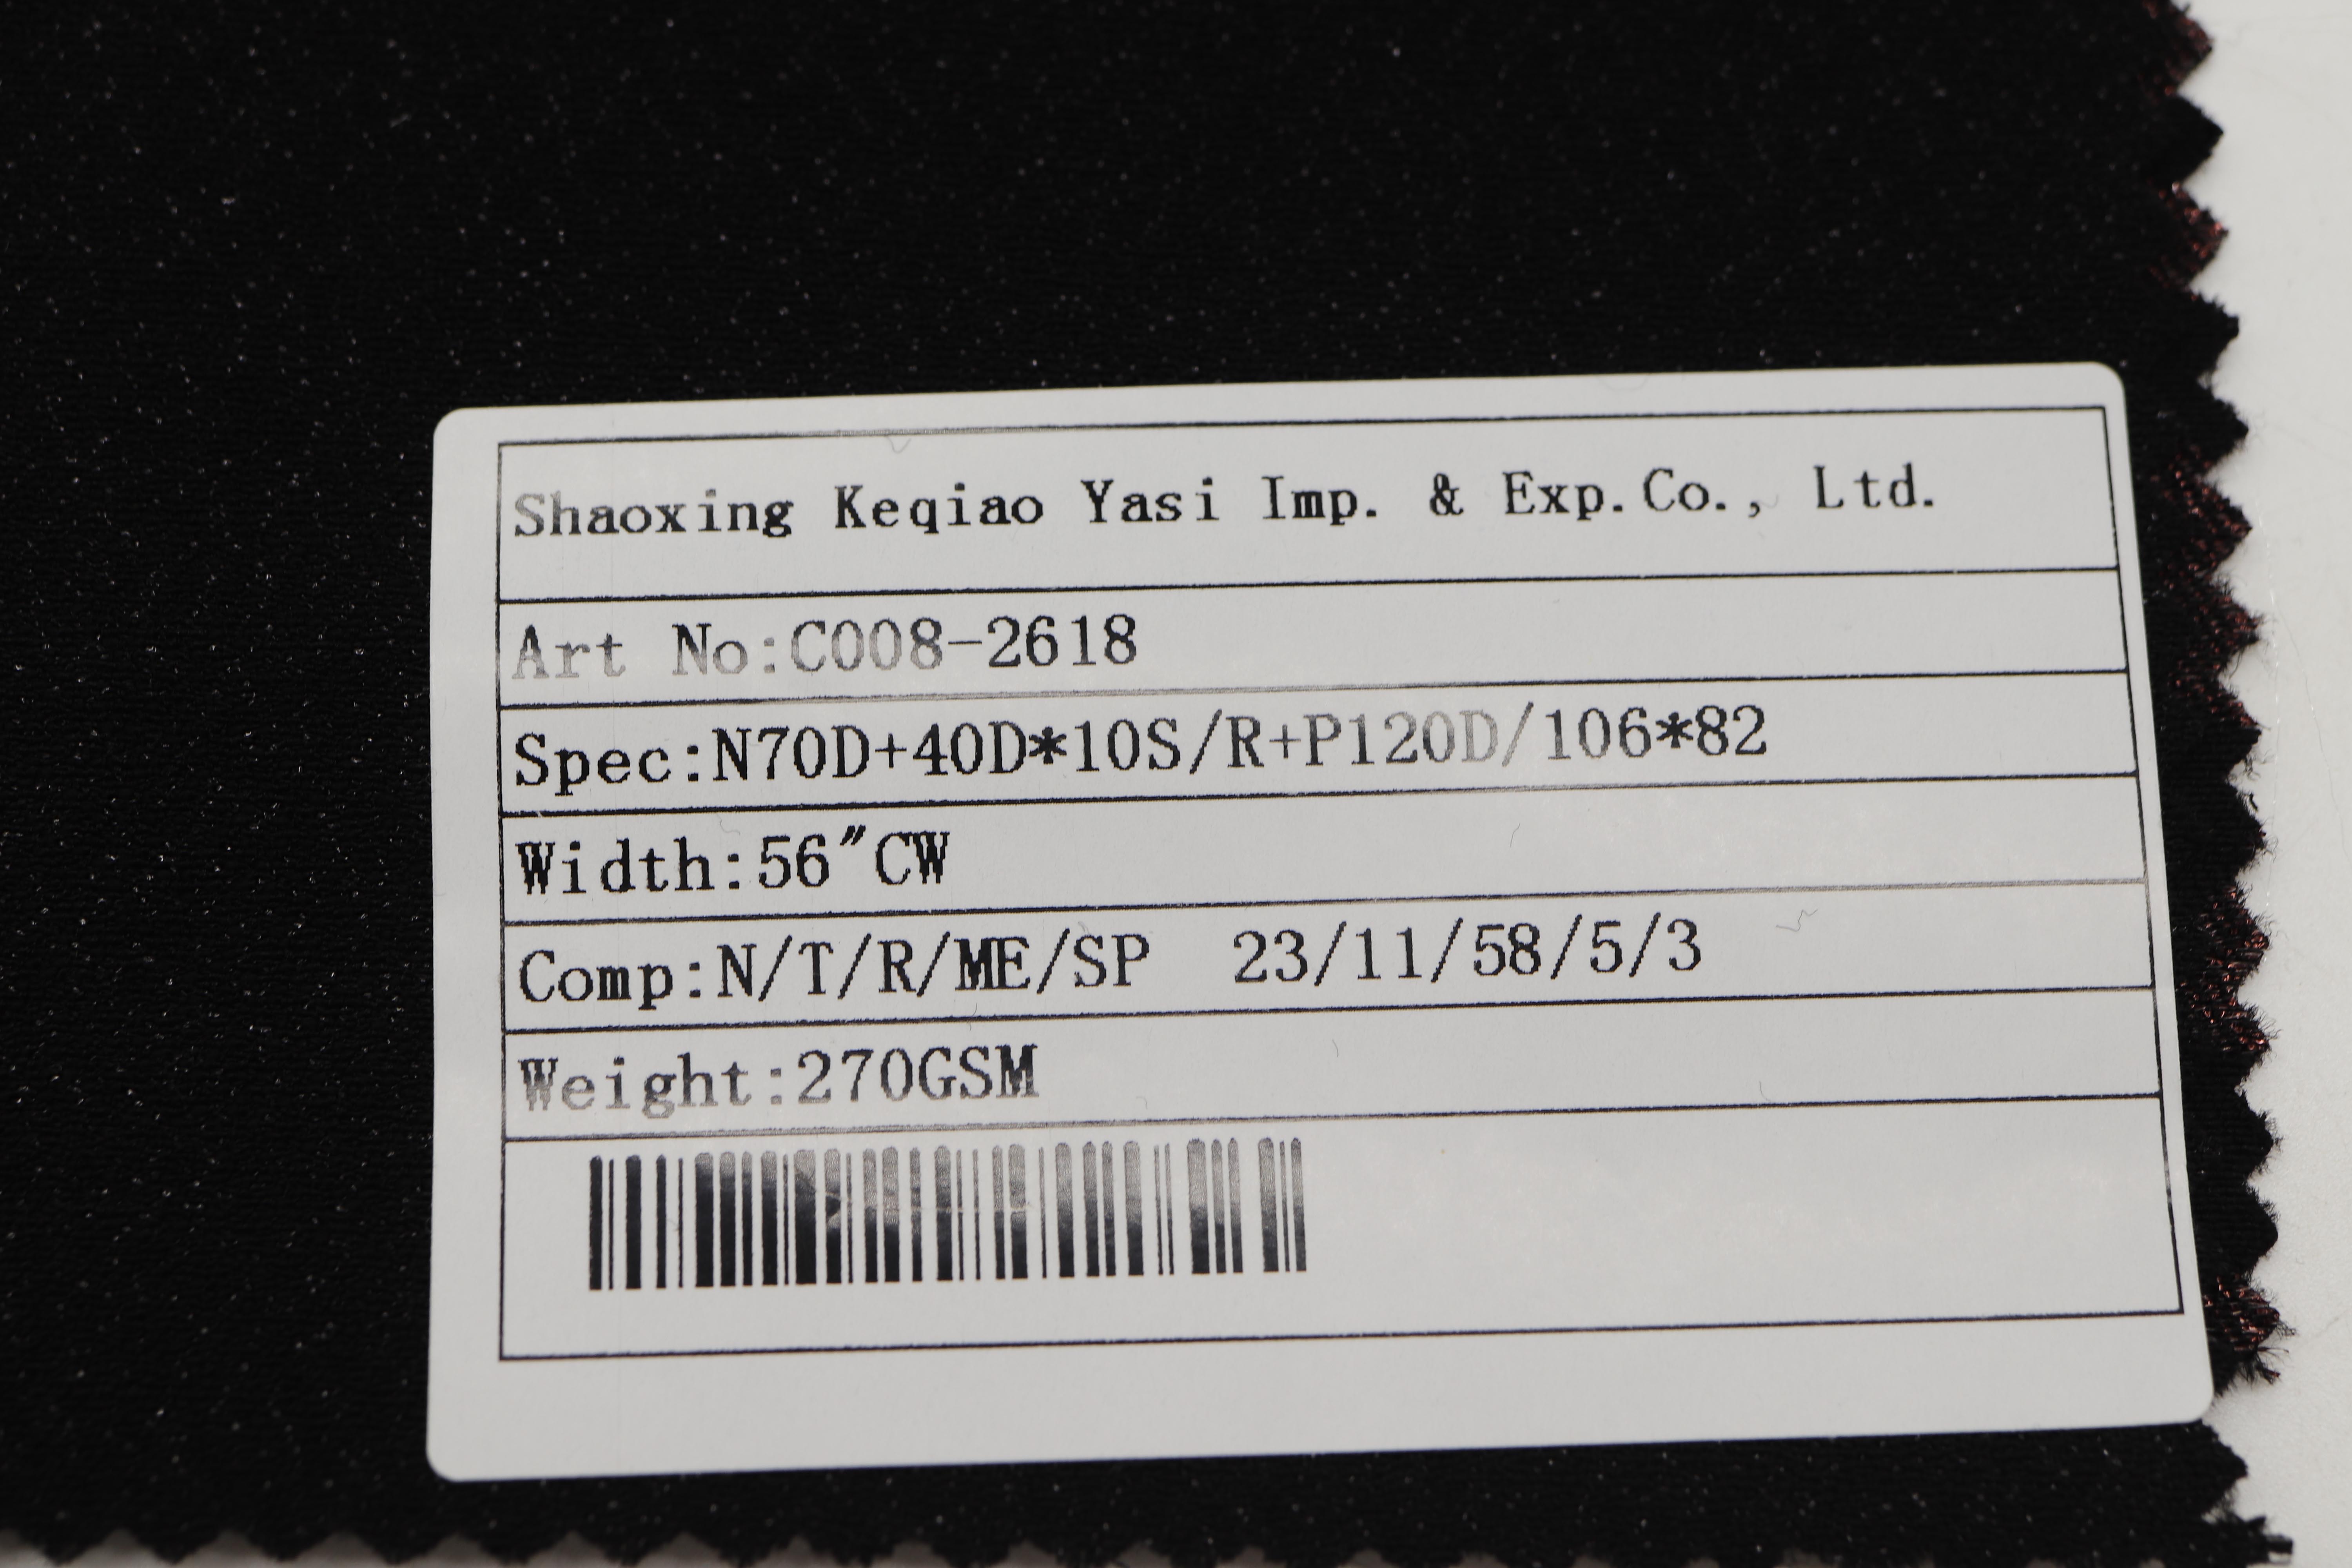 Shaoxing Keqiao Yasi Imp. & Exp.Co., Ltd.
Art No:C008-2618
Spec:N70D+40D*10S/R+P120D/106*82
Width:56"CW
Comp:N/T/R/ME/SP 23/11/58/5/3
Weight:270GSM